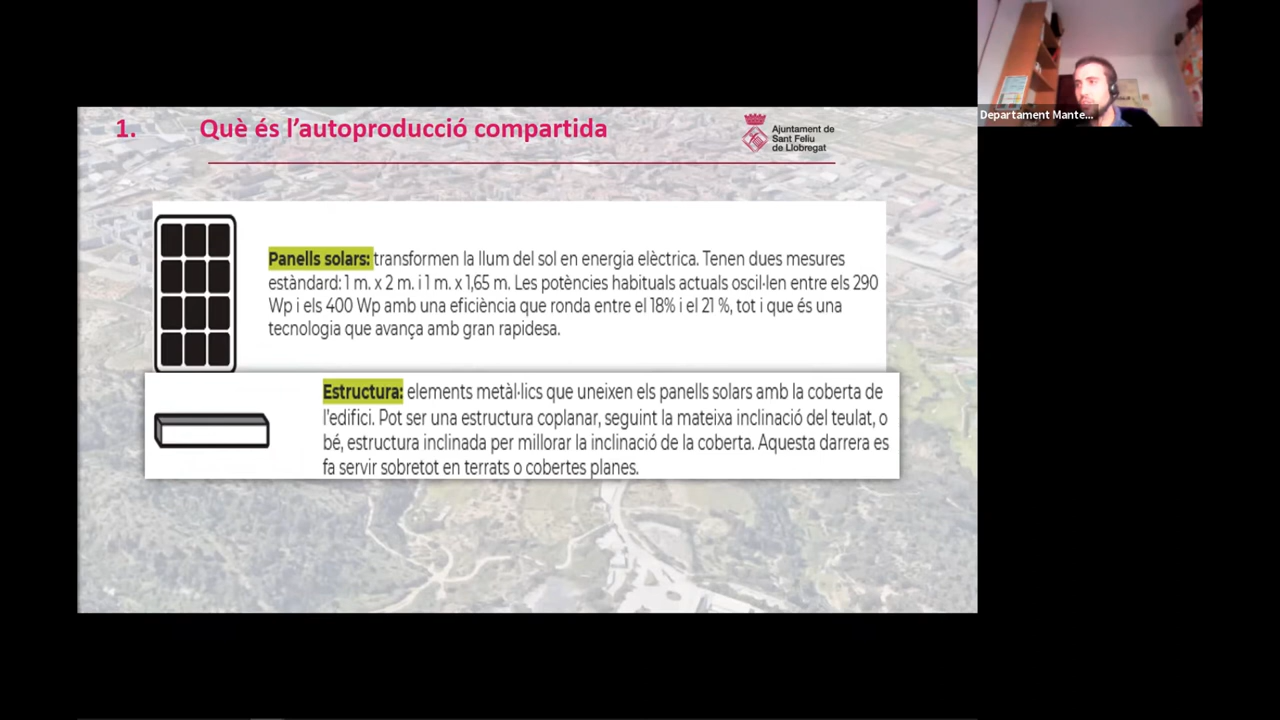 1. Què és l’autoproducció compartida
Ajuntament de
Sant Feliu
de Llobregat
Departament Mante...
Panells solars: transformen la llum del sol en energia elèctrica. Tenen dues mesures
estàndard: 1 m. x 2 m. i 1 m. x 1,65 m. Les potències habituals actuals oscil·len entre els 290
Wp i els 400 Wp amb una eficiència que ronda entre el 18% i el 21 %, tot i que és una
tecnologia que avança amb gran rapidesa.
Estructura: elements metàl·lics que uneixen els panells solars amb la coberta de
l'edifici. Pot ser una estructura coplanar, seguint la mateixa inclinació del teulat, o
bé, estructura inclinada per millorar la inclinació de la coberta. Aquesta darrera es
fa servir sobretot en terrats o cobertes planes.